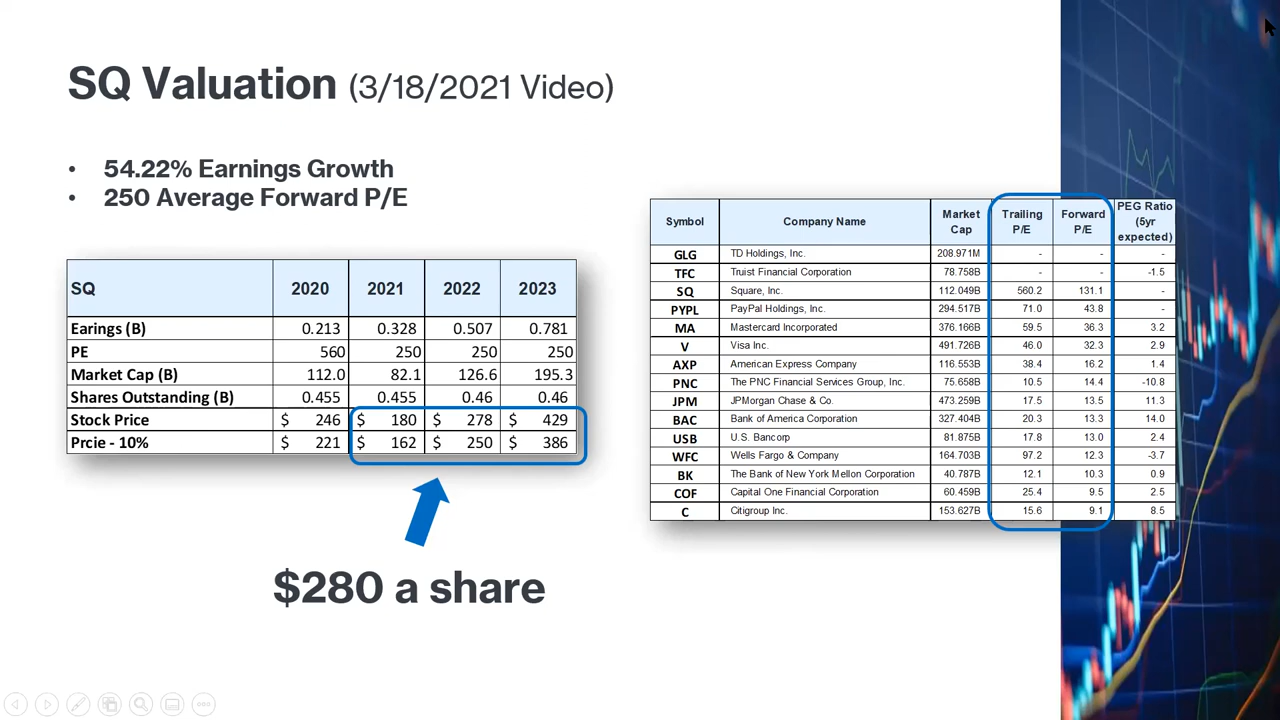 SQ Valuation (3/18/2021 Video)
• 54.22% Earnings Growth
• 250 Average Forward P/E
SQ 2020 2021 2022 2023
Earings (B) 0.213 0.328 0.507 0.781
PE 560 250 250 250
Market Cap (B) 112.0 82.1 126.6 195.3
Shares Outstanding (B) 0.455 0.455 0.46 0.46
Stock Price $ 246 $ 180 $ 278 $ 429
Prcie - 10% $ 221 $ 162 $ 250 $ 386
$280 a share
Symbol Company Name Market Cap Trailing P/E Forward P/E PEG Ratio (5yr expected)
GLG TD Holdings, Inc. 208.971M - - -
TFC Truist Financial Corporation 78.758B - - -1.5
SQ Square, Inc. 112.049B 560.2 131.1 -
PYPL PayPal Holdings, Inc. 294.517B 71.0 43.8 -
MA Mastercard Incorporated 376.166B 59.5 36.3 3.2
V Visa Inc. 491.726B 46.0 32.3 2.9
AXP American Express Company 116.553B 38.4 16.2 1.4
PNC The PNC Financial Services Group, Inc. 75.658B 10.5 14.4 -10.8
JPM JPMorgan Chase & Co. 473.259B 17.5 13.5 11.3
BAC Bank of America Corporation 327.404B 20.3 13.3 14.0
USB U.S. Bancorp 81.875B 17.8 13.0 2.4
WFC Wells Fargo & Company 164.703B 97.2 12.3 -3.7
BK The Bank of New York Mellon Corporation 40.787B 12.1 10.3 0.9
COF Capital One Financial Corporation 60.459B 25.4 9.5 2.5
C Citigroup Inc. 153.627B 15.6 9.1 8.5